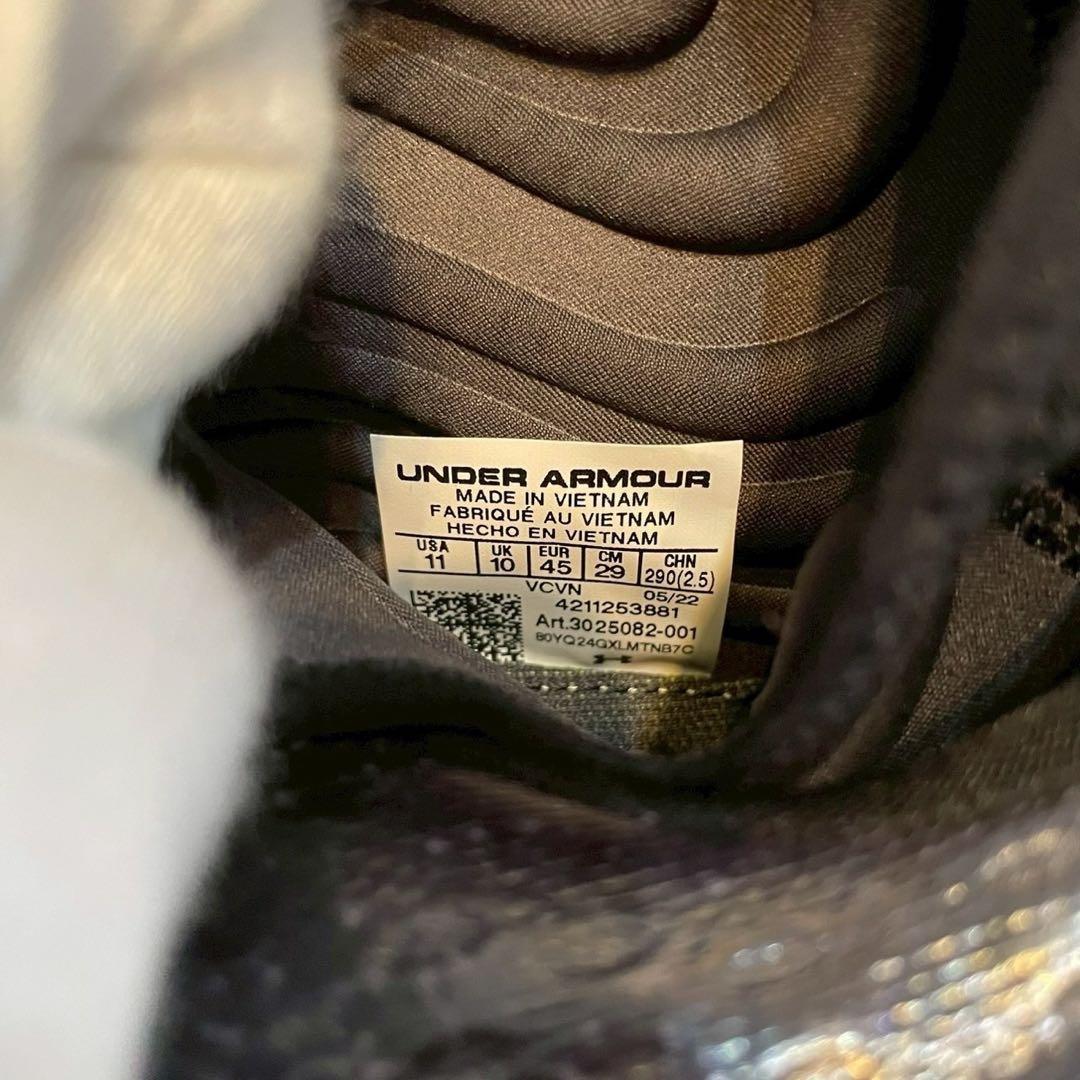 UNDER ARMOUR
MADE IN VIETNAM
FABRIQUÉ AU VIETNAM
HECHO EN VIETNAM
USA UK EUR CM CHN
11 10 45 29 290(2.5)
VCVN 05/22
4211253881
Art.3025082-001
80YQ24GXLMTNB7C